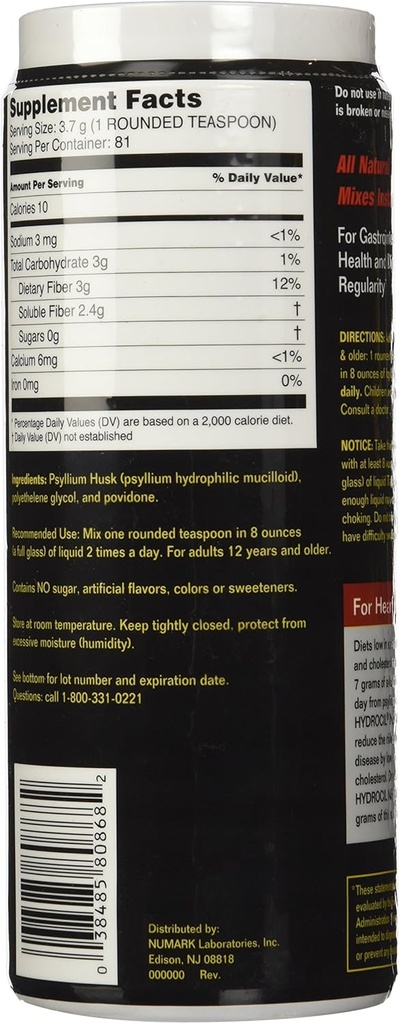 Supplement Facts
Serving Size: 3.7 g (1 ROUNDED TEASPOON)
Serving Per Container: 81
Amount Per Serving % Daily Value*
Calories 10
Sodium 3 mg <1%
Total Carbohydrate 3g 1%
Dietary Fiber 3g 12%
Soluble Fiber 2.4g †
Sugars 0g †
Calcium 6mg <1%
Iron 0mg 0%
* Percentage Daily Values (DV) are based on a 2,000 calorie diet.
† Daily Value (DV) not established
Ingredients: Psyllium Husk (psyllium hydrophilic mucilloid),
polyethylene glycol, and povidone.
Recommended Use: Mix one rounded teaspoon in 8 ounces
(a full glass) of liquid 2 times a day. For adults 12 years and older.
Contains NO sugar, artificial flavors, colors or sweeteners.
Store at room temperature. Keep tightly closed, protect from
excessive moisture (humidity).
See bottom for lot number and expiration date.
Questions: call 1-800-331-0221
0 38485 80868 2
Distributed by:
NUMARK Laboratories, Inc.
Edison, NJ 08818
000000 Rev.
Do not use if
is broken or
All Natural
Mixes
For
Health and
Regularity
DIRECTIONS:
& older: 1
in 8 ounces of
daily.
Consult a doctor
NOTICE: Take
with at least 8
glass) of liquid
enough liquid
choking. Do
have difficulty
For
Diets low in
and
7 grams of
day from
HYDROCIL
reduce the
disease by
cholesterol.
HYDROCIL
grams of
*These
evaluated by
Administration
intended to
or prevent any